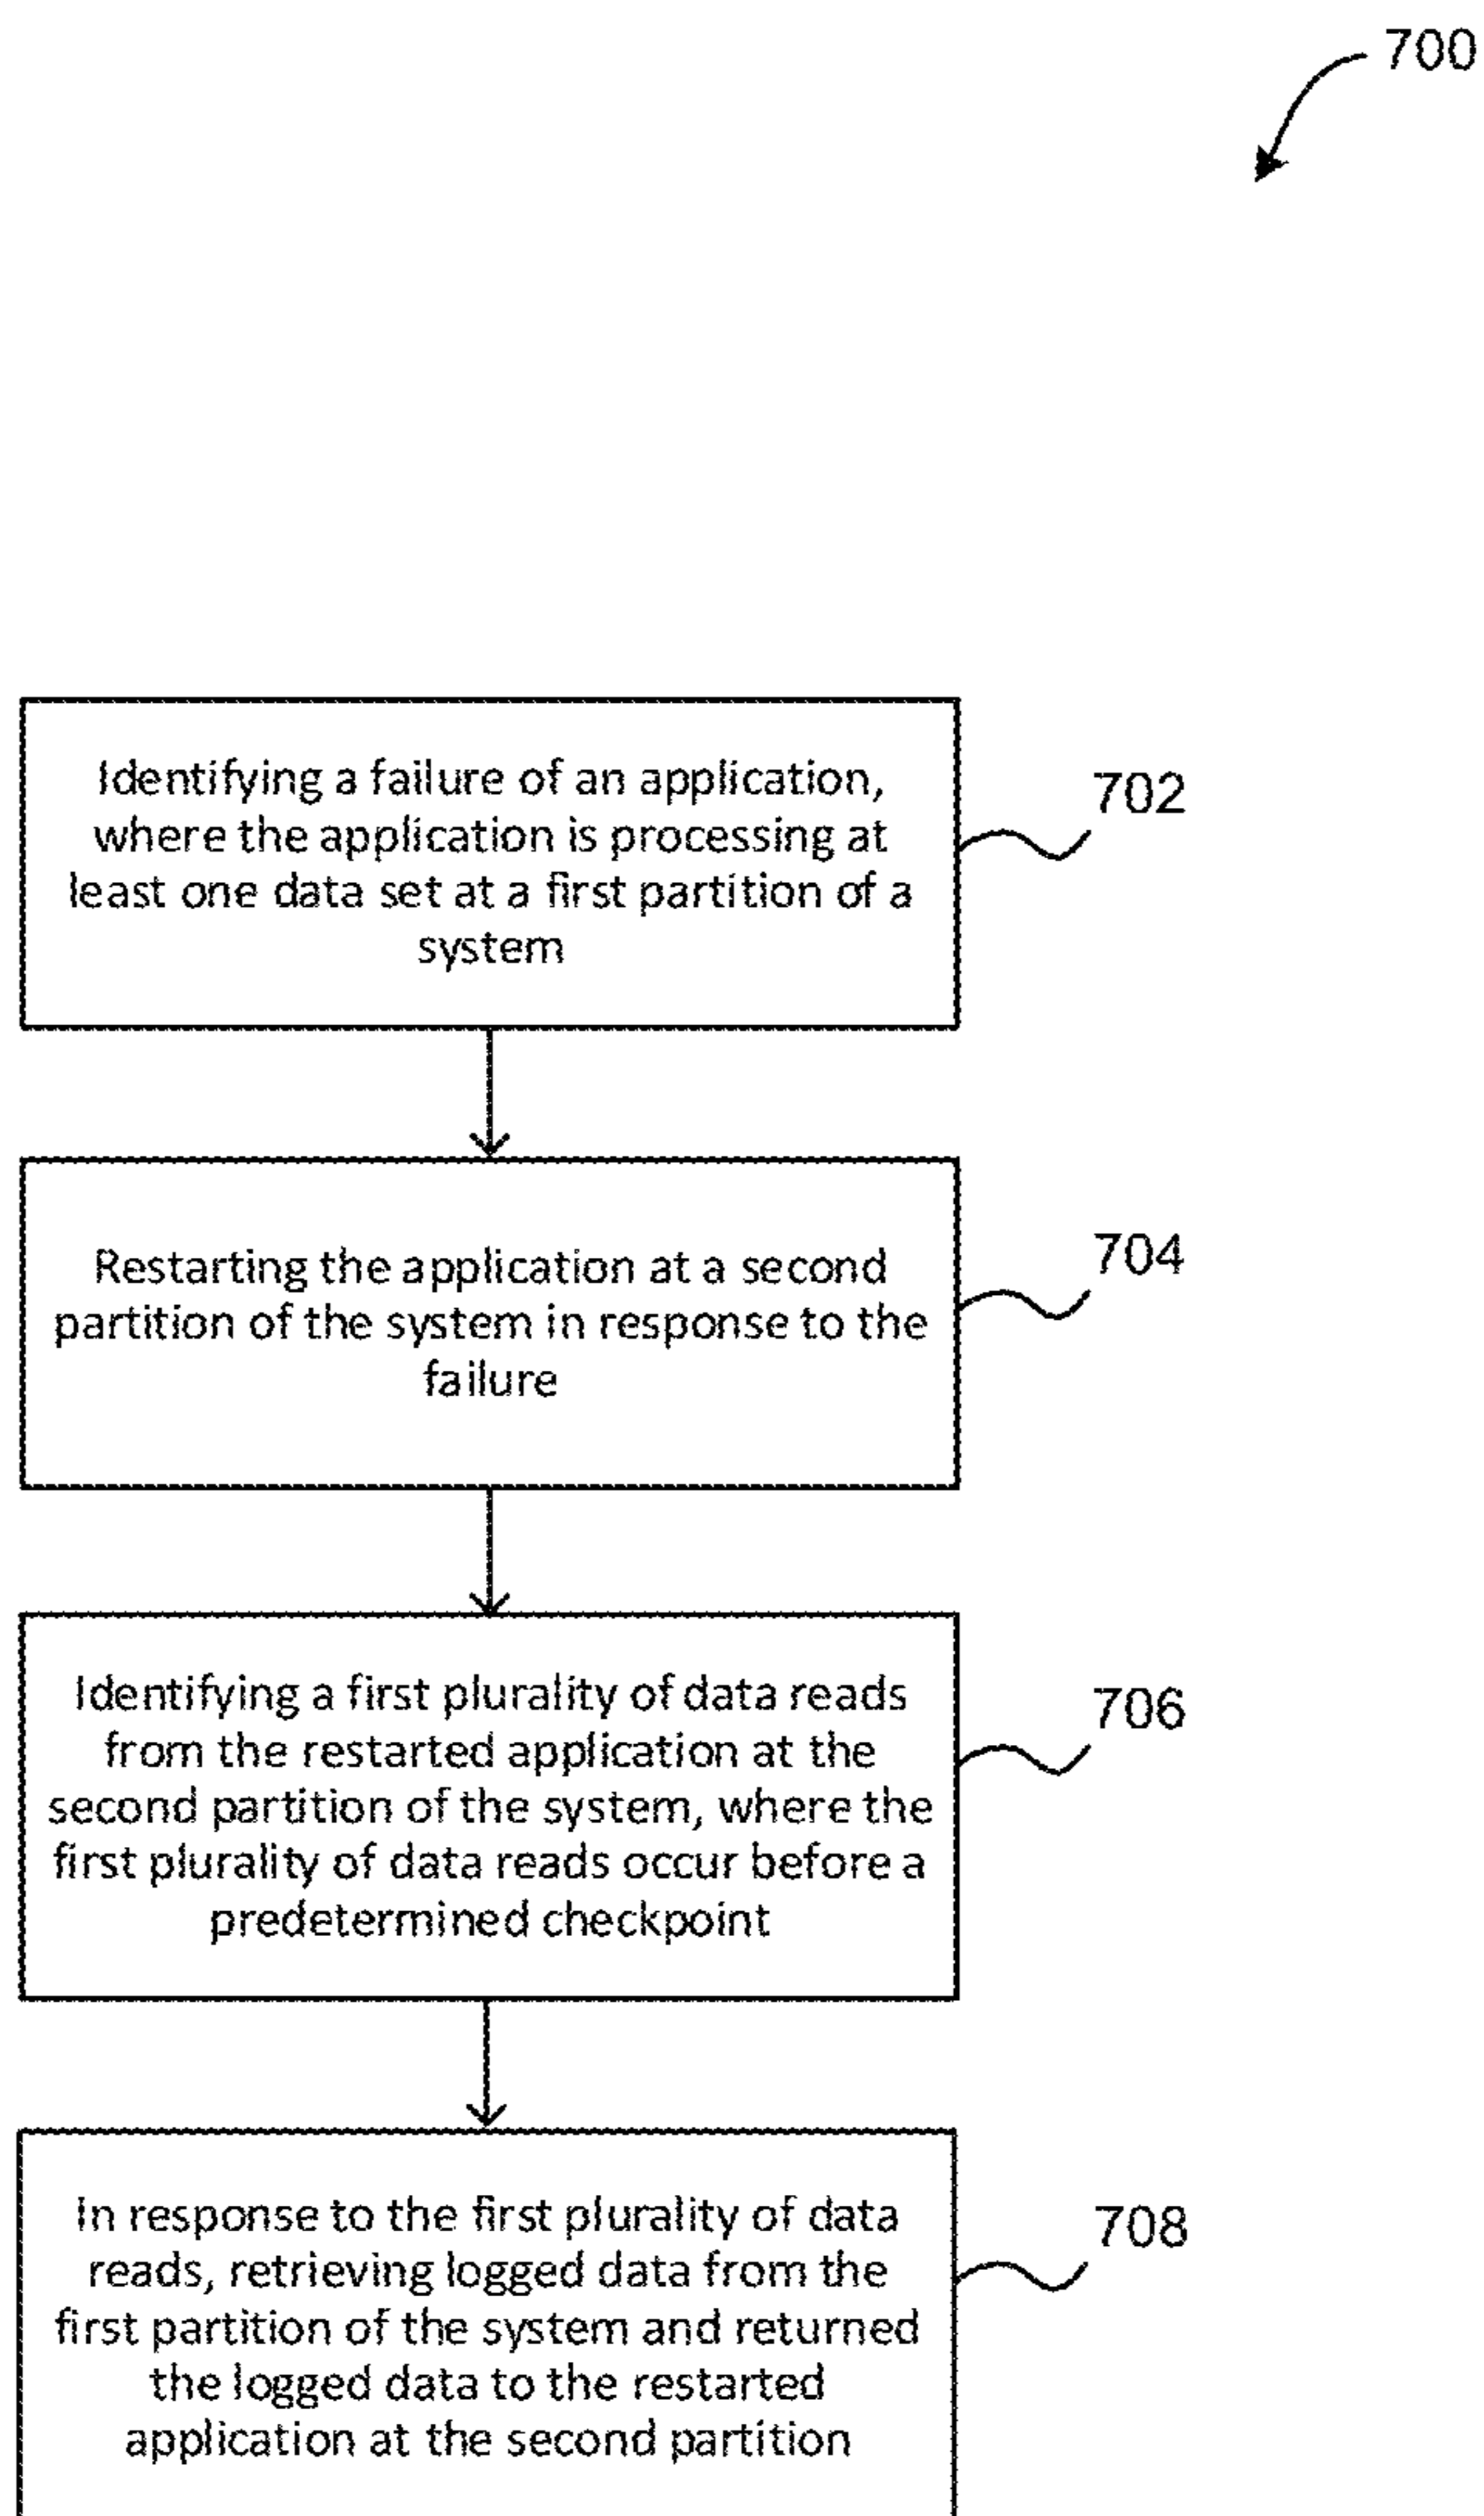 700
Identifying a failure of an application,
where the application is processing at
least one data set at a first partition of a
system
702
Restarting the application at a second
partition of the system in response to the
failure
704
Identifying a first plurality of data reads
from the restarted application at the
second partition of the system, where the
first plurality of data reads occur before a
predetermined checkpoint
706
In response to the first plurality of data
reads, retrieving logged data from the
first partition of the system and returned
the logged data to the restarted
application at the second partition
708